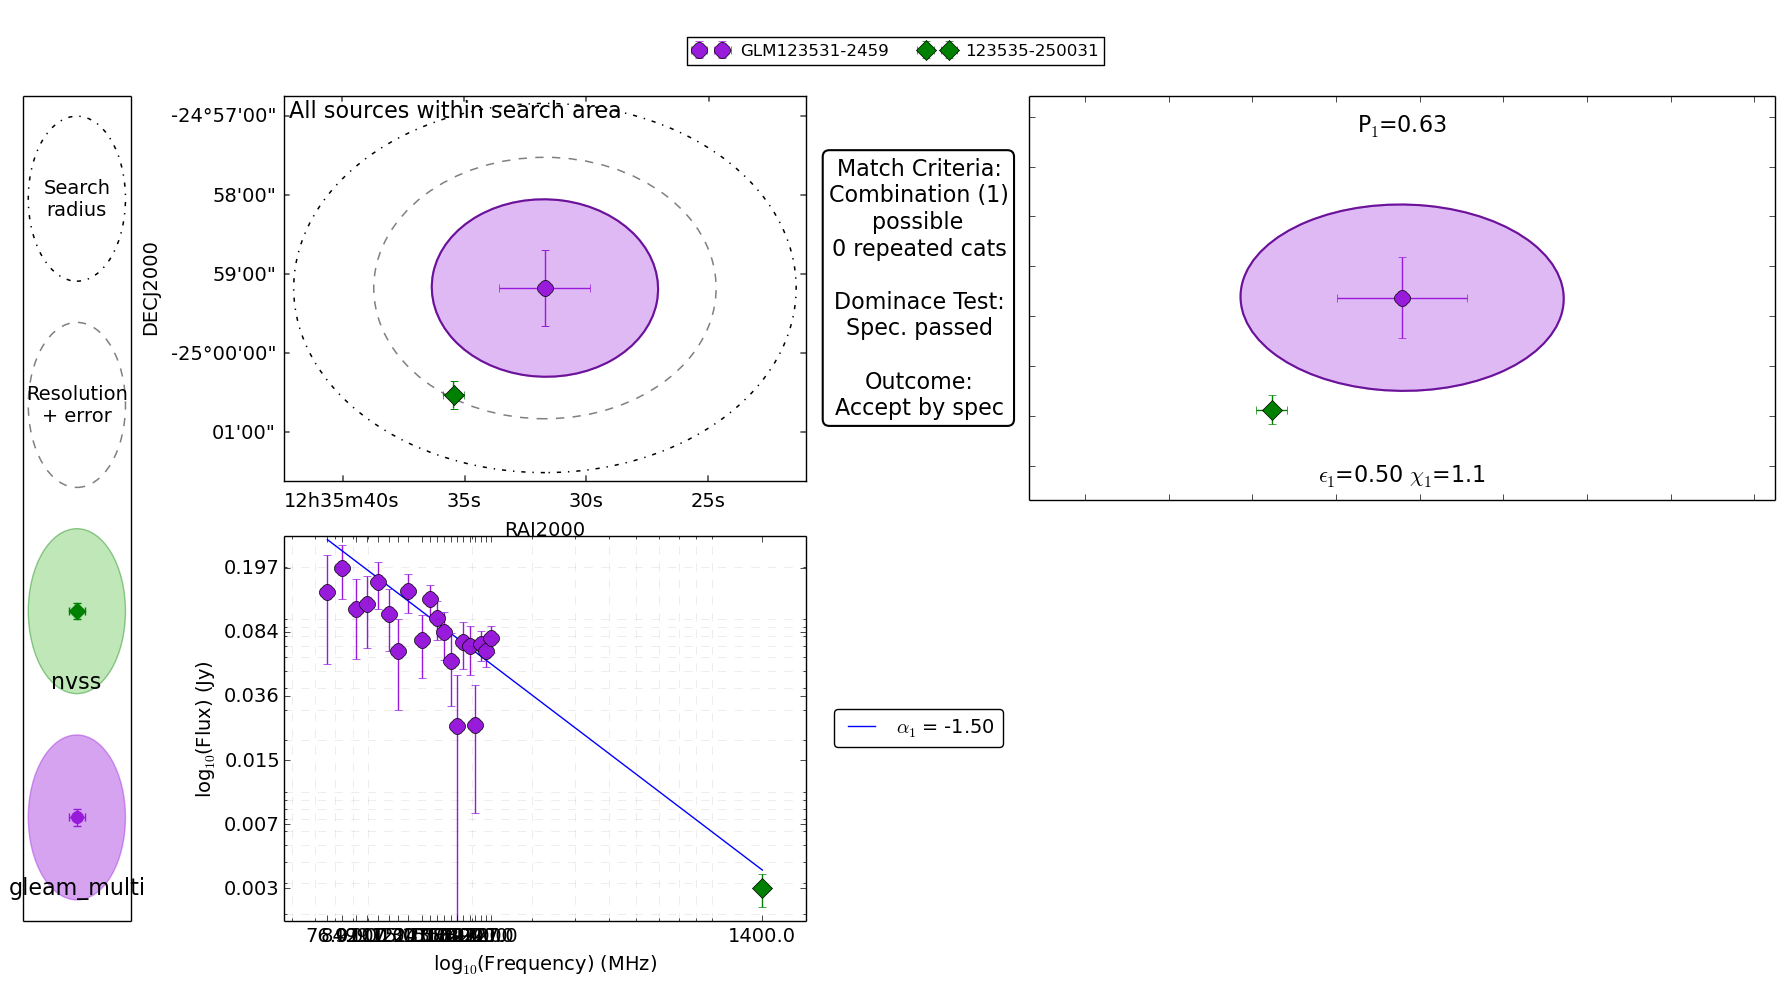 GLM123531-2459 123535-250031
Search
radius
Resolution
+ error
nvss
gleam_multi
All sources within search area
-24°57'00"
58'00"
59'00"
-25°00'00"
01'00"
DECJ2000
12h35m40s 35s 30s 25s
RAJ2000
Match Criteria:
Combination (1)
possible
0 repeated cats
Dominace Test:
Spec. passed
Outcome:
Accept by spec
P1=0.63
ϵ1=0.50 χ1=1.1
0.197
0.084
0.036
0.015
0.007
0.003
log10(Flux) (Jy)
1400.0
log10(Frequency) (MHz)
α1 = -1.50